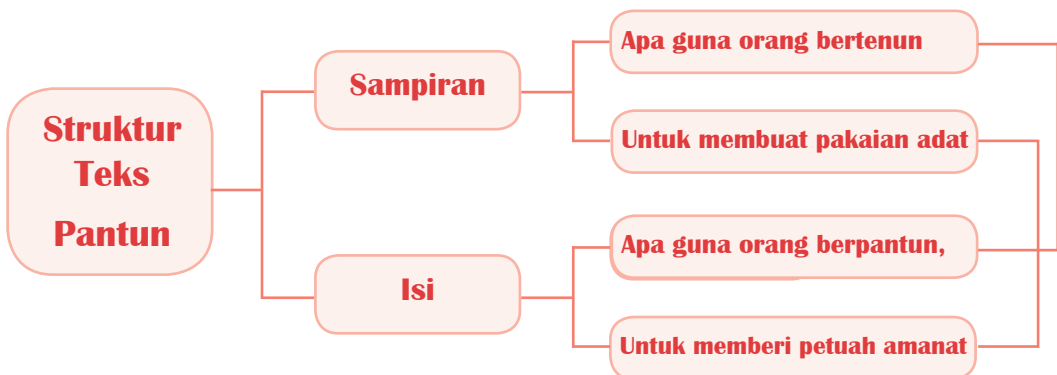 Struktur
Teks
Pantun
Sampiran
Apa guna orang bertenun
Untuk membuat pakaian adat
Isi
Apa guna orang berpantun,
Untuk memberi petuah amanat